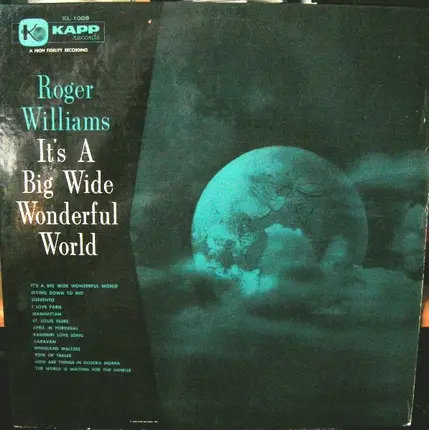 KL-1008
KAPP
records
A HIGH FIDELITY RECORDING
Roger
Williams
It's A
Big Wide
Wonderful
World
IT'S A BIG WIDE WONDERFUL WORLD
FLYING DOWN TO RIO
SORRENTO
I LOVE PARIS
MANHATTAN
ST. LOUIS BLUES
APRIL IN PORTUGAL
KASHMIRI LOVE SONG
CARAVAN
DIXIELAND WALTZES
ROSE OF TRALEE
HOW ARE THINGS IN GLOCCA MORRA
THE WORLD IS WAITING FOR THE SUNRISE